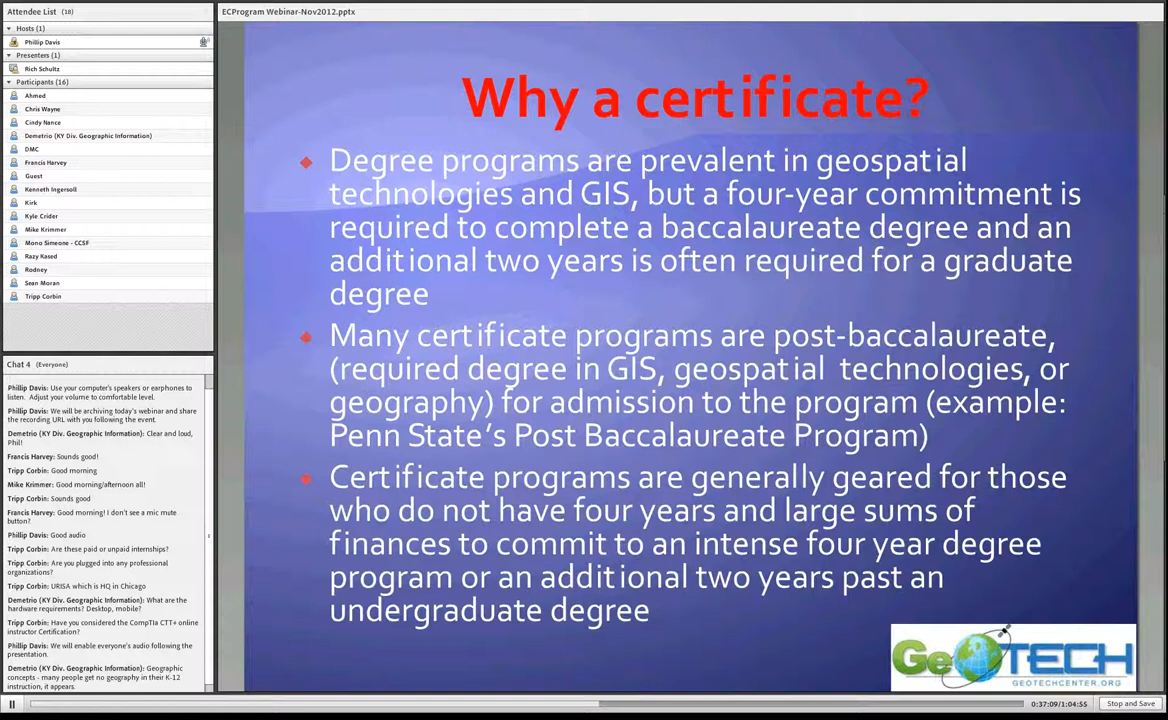 Attendee List (18)
Hosts (1)
Phillip Davis
Presenters (1)
Rich Schultz
Participants (16)
Ahmed
Chris Wayne
Cindy Nance
Demetrio (KY Div. Geographic Information)
DMC
Francis Harvey
Guest
Kenneth Ingersoll
Kirk
Kyle Crider
Mike Krimmer
Mono Simeone - CCSF
Razy Kased
Rodney
Sean Moran
Tripp Corbin
Chat 4 (Everyone)
Phillip Davis: Use your computer's speakers or earphones to
listen. Adjust your volume to comfortable level.
Phillip Davis: We will be archiving today's webinar and share
the recording URL with you following the event.
Demetrio (KY Div. Geographic Information): Clear and loud,
Phil!
Francis Harvey: Sounds good!
Tripp Corbin: Good morning
Mike Krimmer: Good morning/afternoon all!
Tripp Corbin: Sounds good
Francis Harvey: Good morning! I don't see a mic mute
button?
Phillip Davis: Good audio
Tripp Corbin: Are these paid or unpaid internships?
Tripp Corbin: Are you plugged into any professional
organizations?
Tripp Corbin: URISA which is HQ in Chicago
Demetrio (KY Div. Geographic Information): What are the
hardware requirements? Desktop, mobile?
Tripp Corbin: Have you considered the CompTIa CTT+ online
instructor Certification?
Phillip Davis: We will enable everyone's audio following the
presentation.
Demetrio (KY Div. Geographic Information): Geographic
concepts - many people get no geography in their K-12
instruction, it appears.
ECProgram Webinar-Nov2012.pptx
Why a certificate?
Degree programs are prevalent in geospatial
technologies and GIS, but a four-year commitment is
required to complete a baccalaureate degree and an
additional two years is often required for a graduate
degree
Many certificate programs are post-baccalaureate,
(required degree in GIS, geospatial technologies, or
geography) for admission to the program (example:
Penn State's Post Baccalaureate Program)
Certificate programs are generally geared for those
who do not have four years and large sums of
finances to commit to an intense four year degree
program or an additional two years past an
undergraduate degree
GeoTECH
GEOTECHCENTER.ORG
0:37:09/1:04:55
Stop and Save